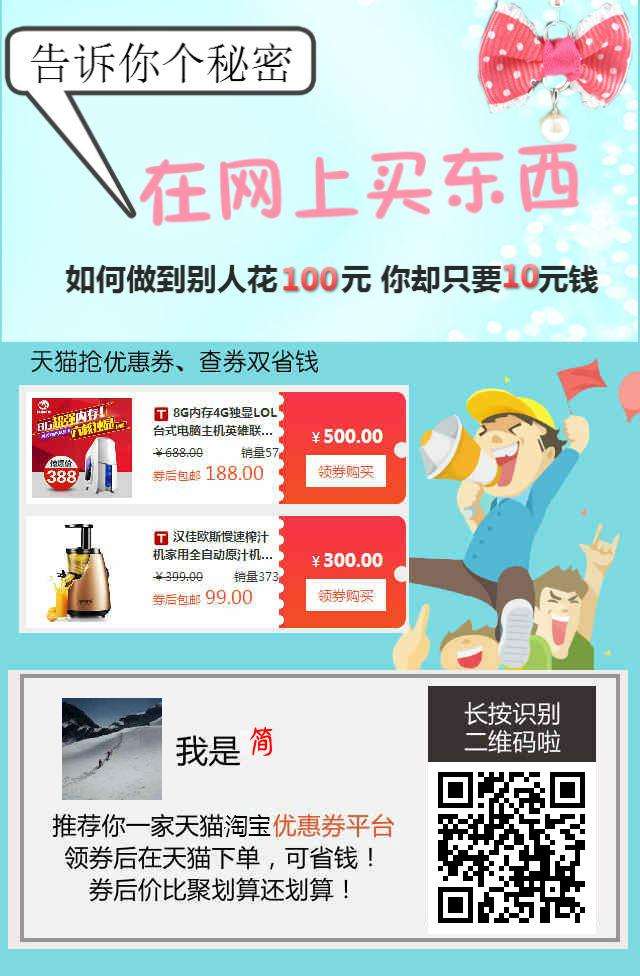 告诉你个秘密
在网上买东西
如何做到别人花100元 你却只要10元钱
天猫抢优惠券、查券双省钱
8G内存4G独显LOL
台式电脑主机英雄联...
￥688.00 销量57
券后包邮 188.00
￥500.00
领券购买
388
汉佳欧斯慢速榨汁
机家用全自动原汁机...
￥399.00 销量373
券后包邮 99.00
￥300.00
领券购买
我是 简
长按识别
二维码啦
推荐你一家天猫淘宝优惠券平台
领券后在天猫下单，可省钱！
券后价比聚划算还划算！